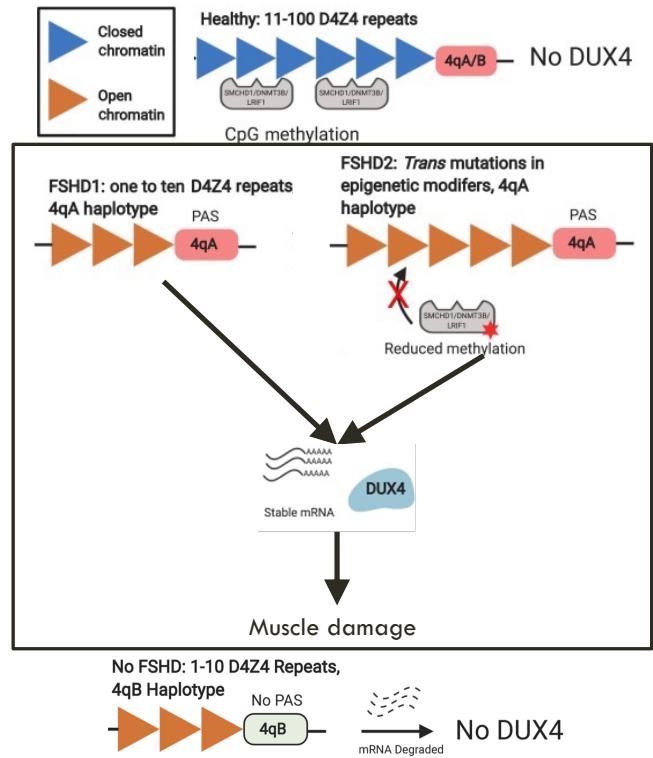 Closed
chromatin
Open
chromatin
Healthy: 11-100 D4Z4 repeats
4qA/B
No DUX4
SMCHD1/DNMT3B/
LRIF1
SMCHD1/DNMT3B/
LRIF1
CpG methylation
FSHD1: one to ten D4Z4 repeats
4qA haplotype
PAS
4qA
FSHD2: Trans mutations in
epigenetic modifers, 4qA
haplotype
PAS
4qA
X
SMCHD1/DNMT3B/
LRIF1
Reduced methylation
AAAAA
AAAAA
AAAAA
DUX4
Stable mRNA
Muscle damage
No FSHD: 1-10 D4Z4 Repeats,
4qB Haplotype
No PAS
4qB
mRNA Degraded
No DUX4